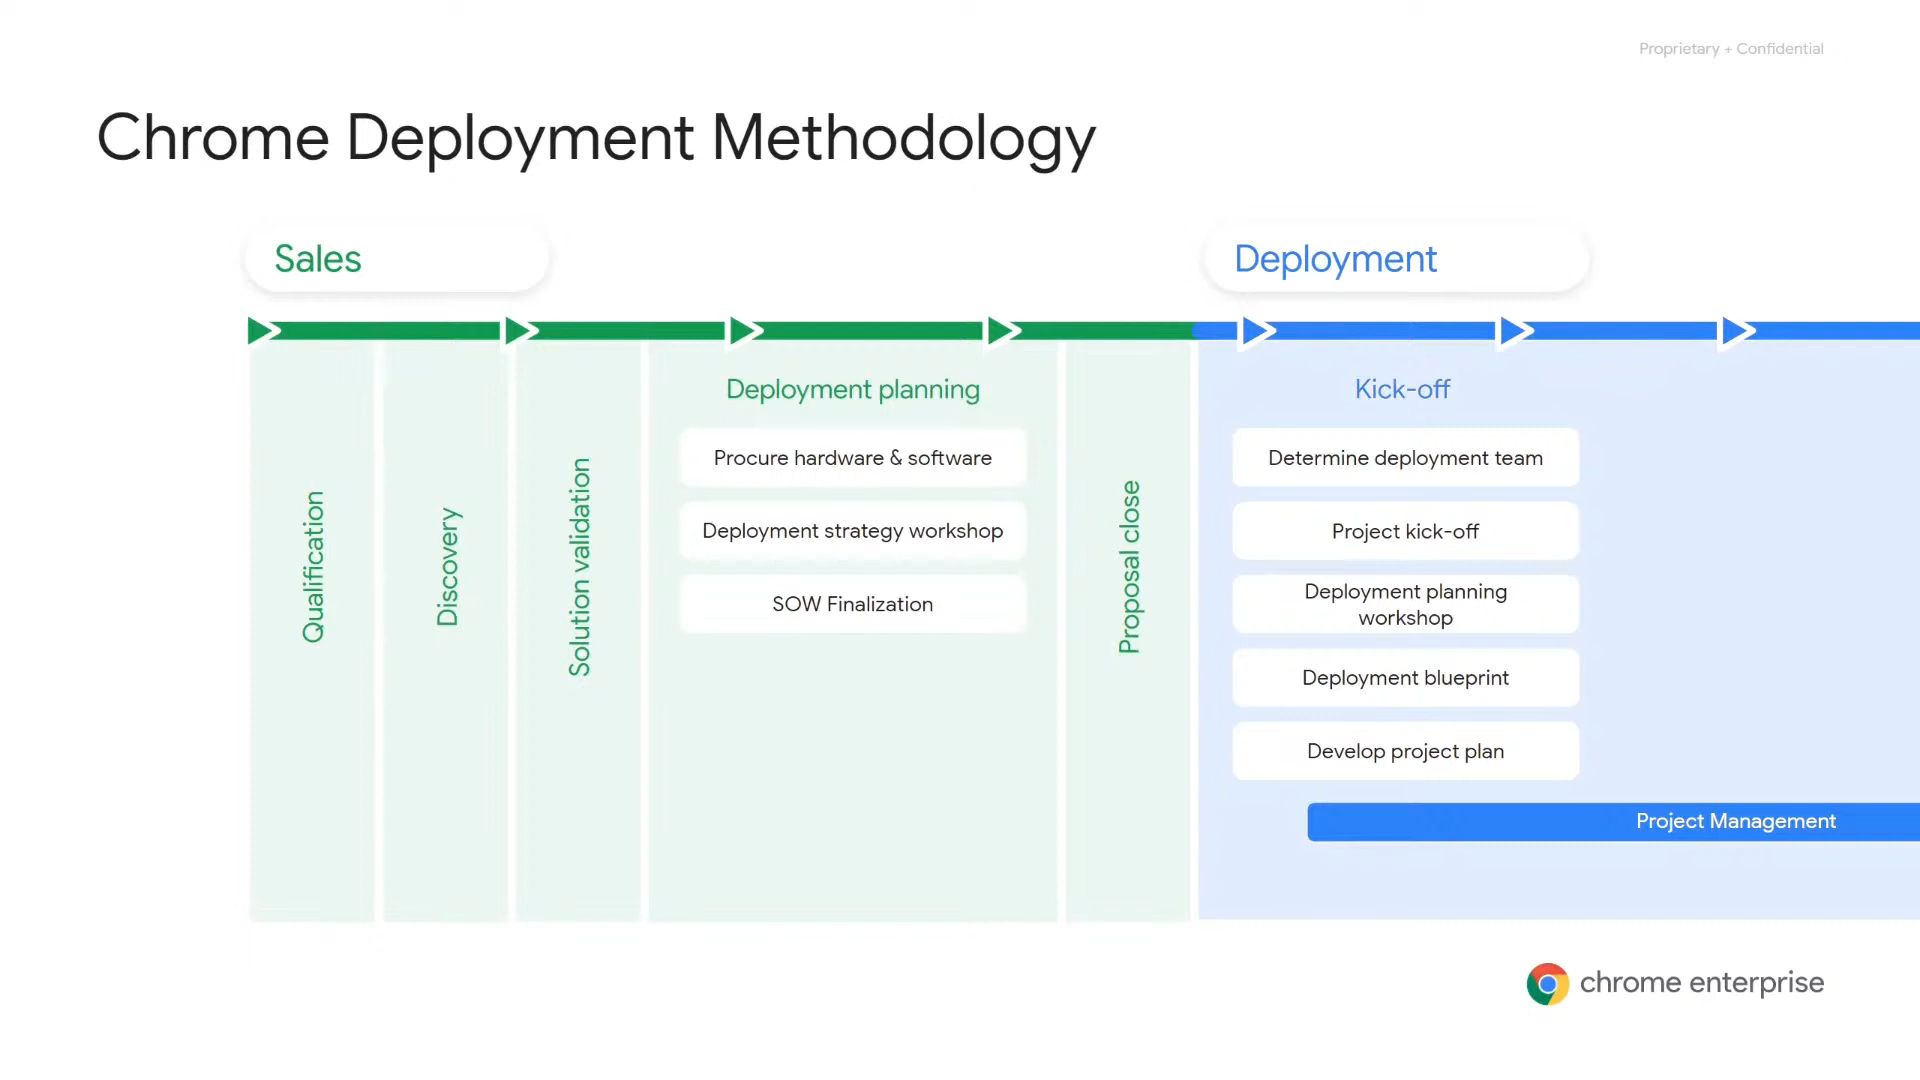 Proprietary + Confidential
Chrome Deployment Methodology
Sales
Deployment
Qualification
Discovery
Solution validation
Deployment planning
Procure hardware & software
Deployment strategy workshop
SOW Finalization
Proposal close
Kick-off
Determine deployment team
Project kick-off
Deployment planning
workshop
Deployment blueprint
Develop project plan
Project Management
chrome enterprise